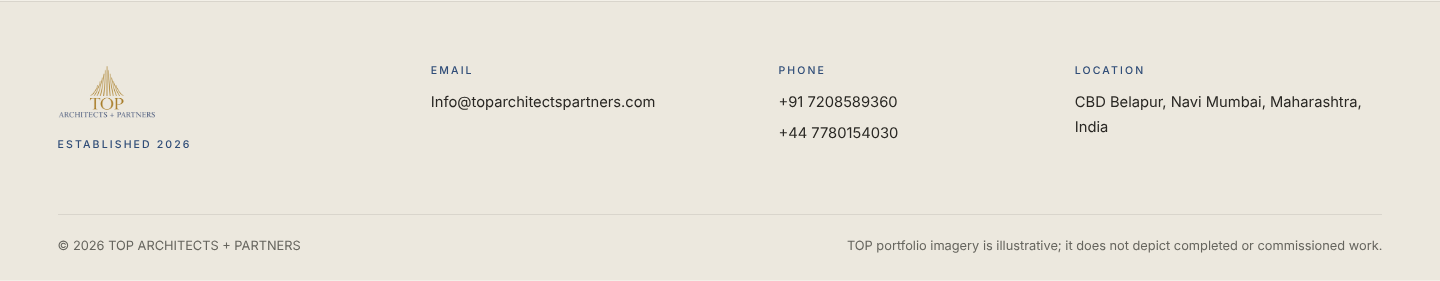 TOP
ARCHITECTS + PARTNERS
ESTABLISHED 2026
EMAIL
Info@toparchitectspartners.com
PHONE
+91 7208589360
+44 7780154030
LOCATION
CBD Belapur, Navi Mumbai, Maharashtra,
India
© 2026 TOP ARCHITECTS + PARTNERS
TOP portfolio imagery is illustrative; it does not depict completed or commissioned work.